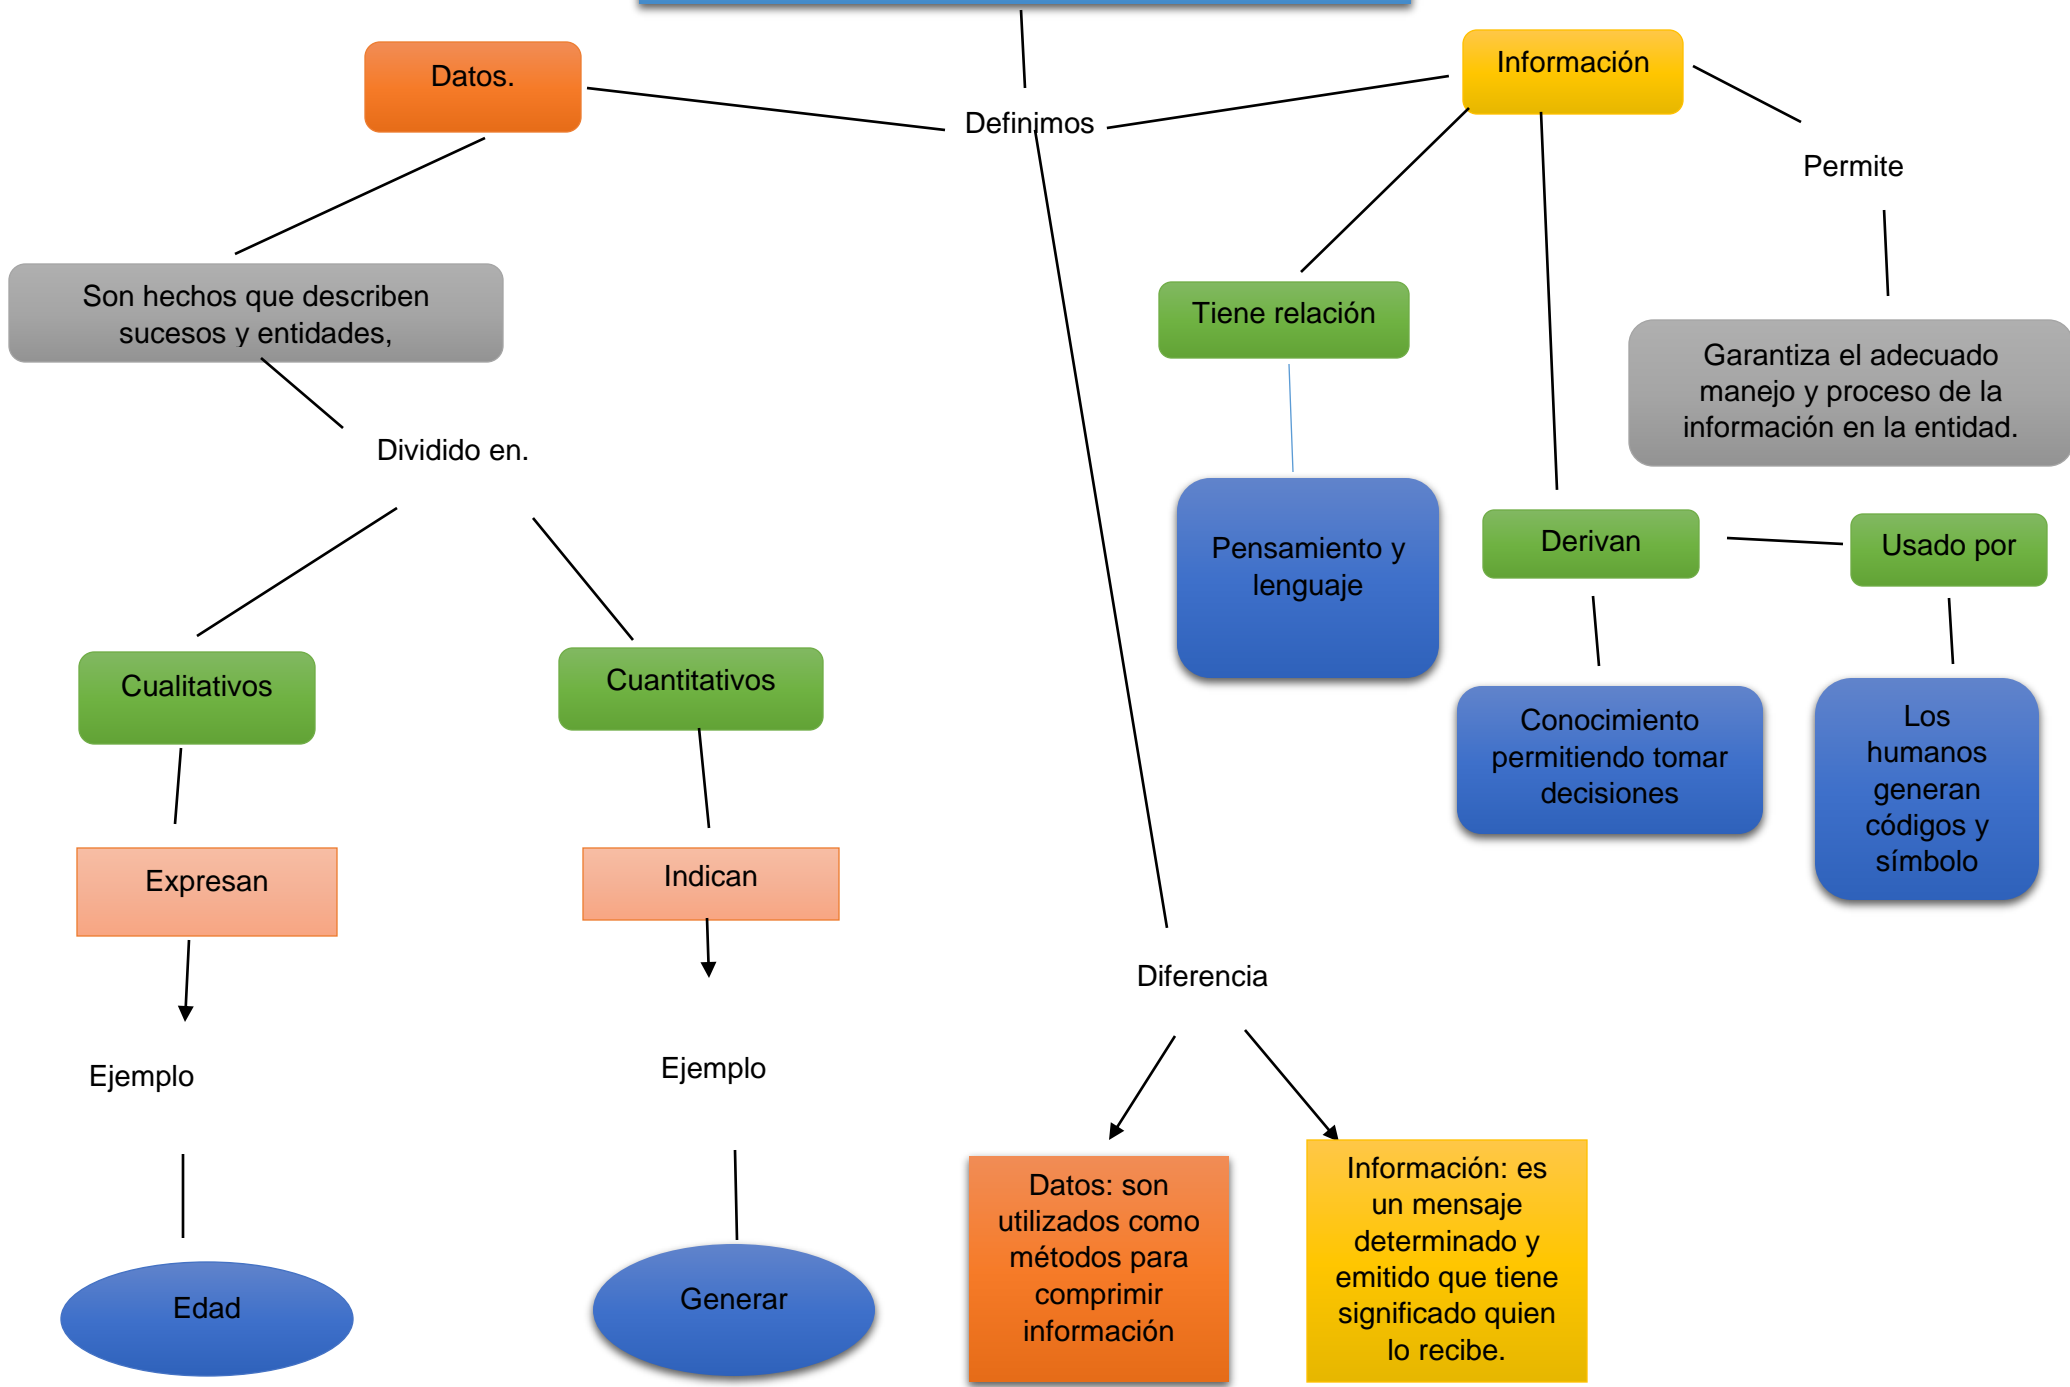 Datos.
Definimos
Información
Permite
Son hechos que describen
sucesos y entidades,
Tiene relación
Garantiza el adecuado
manejo y proceso de la
información en la entidad.
Dividido en.
Pensamiento y
lenguaje
Derivan
Usado por
Cualitativos
Cuantitativos
Conocimiento
permitiendo tomar
decisiones
Los
humanos
generan
códigos y
símbolo
Expresan
Indican
Diferencia
Ejemplo
Ejemplo
Datos: son
utilizados como
métodos para
comprimir
información
Información: es
un mensaje
determinado y
emitido que tiene
significado quien
lo recibe.
Edad
Generar